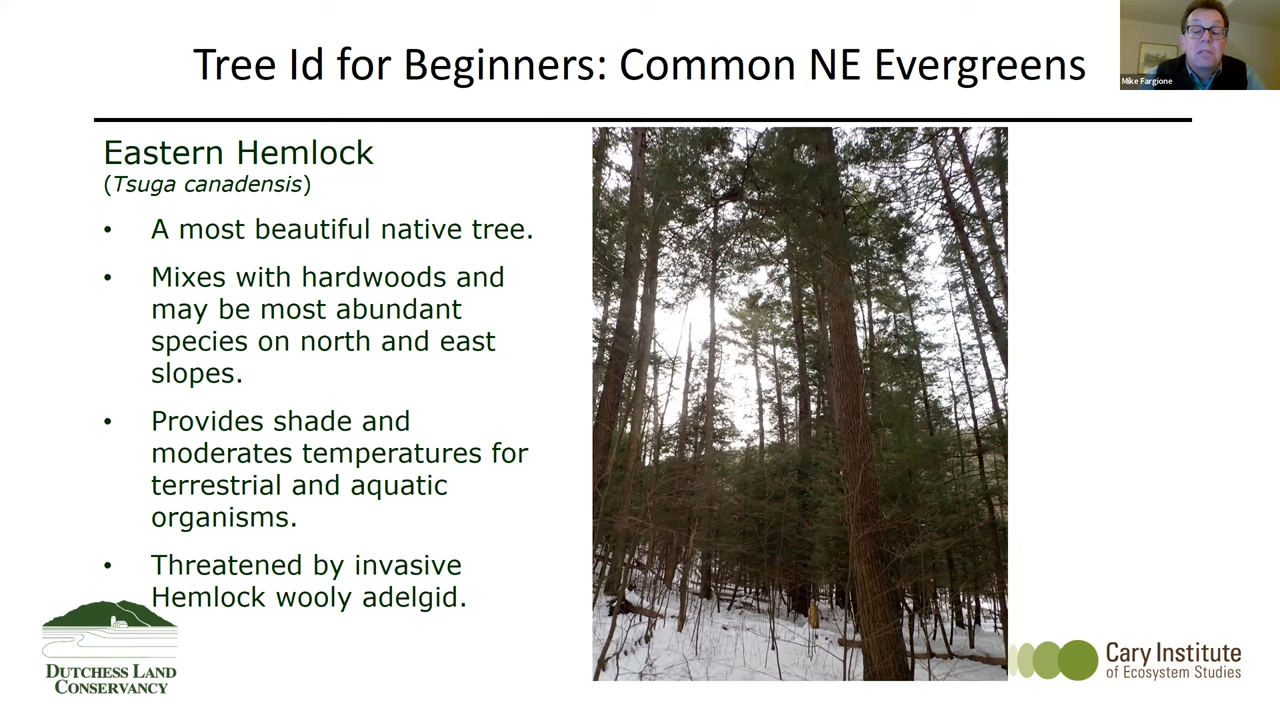 Tree Id for Beginners: Common NE Evergreens
Mike Fargione
Eastern Hemlock
(Tsuga canadensis)
• A most beautiful native tree.
• Mixes with hardwoods and
may be most abundant
species on north and east
slopes.
• Provides shade and
moderates temperatures for
terrestrial and aquatic
organisms.
• Threatened by invasive
Hemlock wooly adelgid.
DUTCHESS LAND
CONSERVANCY
Cary Institute
of Ecosystem Studies